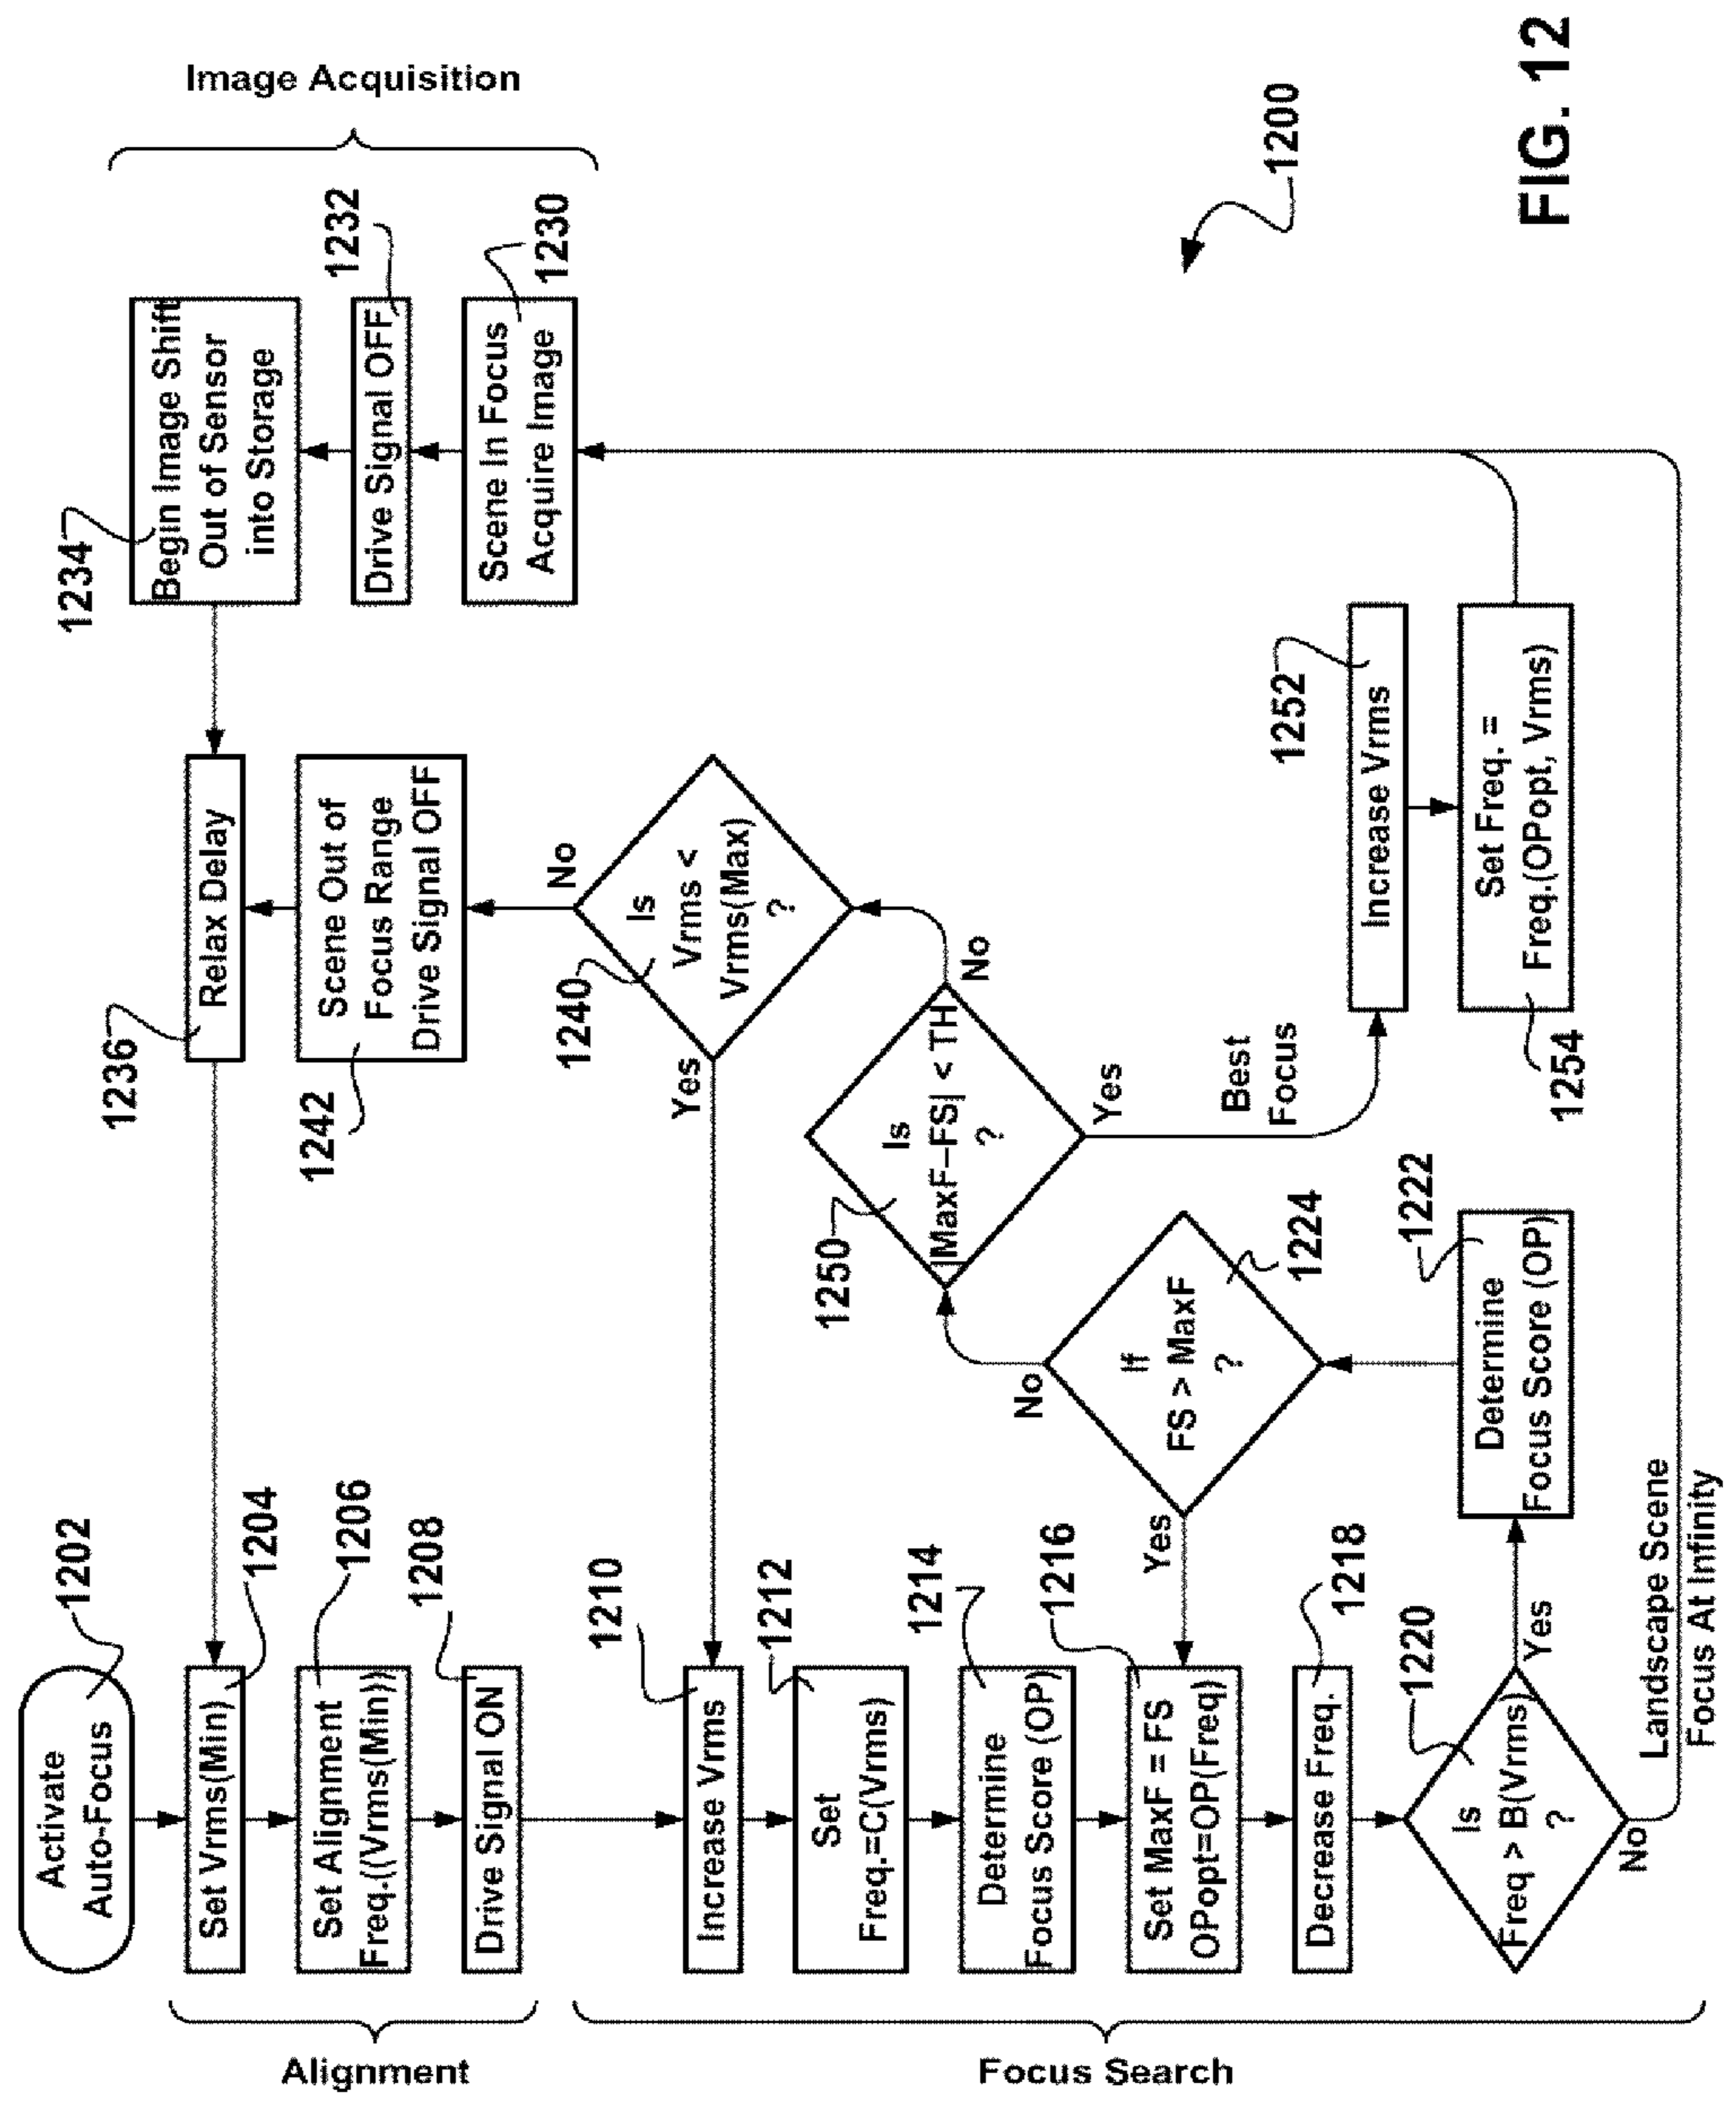 Activate
Auto-Focus
1202
Set Vrms(Min)
1204
Set Alignment
Freq.((Vrms(Min))
1206
Drive Signal ON
1208
Alignment
Increase Vrms
1210
Set
Freq.=C(Vrms)
1212
Determine
Focus Score (OP)
1214
Set MaxF = FS
OPopt=OP(Freq)
1216
Decrease Freq.
1218
Is
Freq > B(Vrms)
?
1220
Yes
No
Landscape Scene
Focus At Infinity
Focus Search
Determine
Focus Score (OP)
1222
If
FS > MaxF
?
1224
Yes
No
Is
|MaxF–FS| < TH
?
1250
No
Yes
Best
Focus
Is
Vrms <
Vrms(Max)
?
1240
Yes
No
Scene Out of
Focus Range
Drive Signal OFF
1242
Relax Delay
1236
Increase Vrms
1252
Set Freq. =
Freq.(OPopt, Vrms)
1254
Begin Image Shift
Out of Sensor
into Storage
1234
Drive Signal OFF
1232
Scene In Focus
Acquire Image
1230
Image Acquisition
1200
FIG. 12